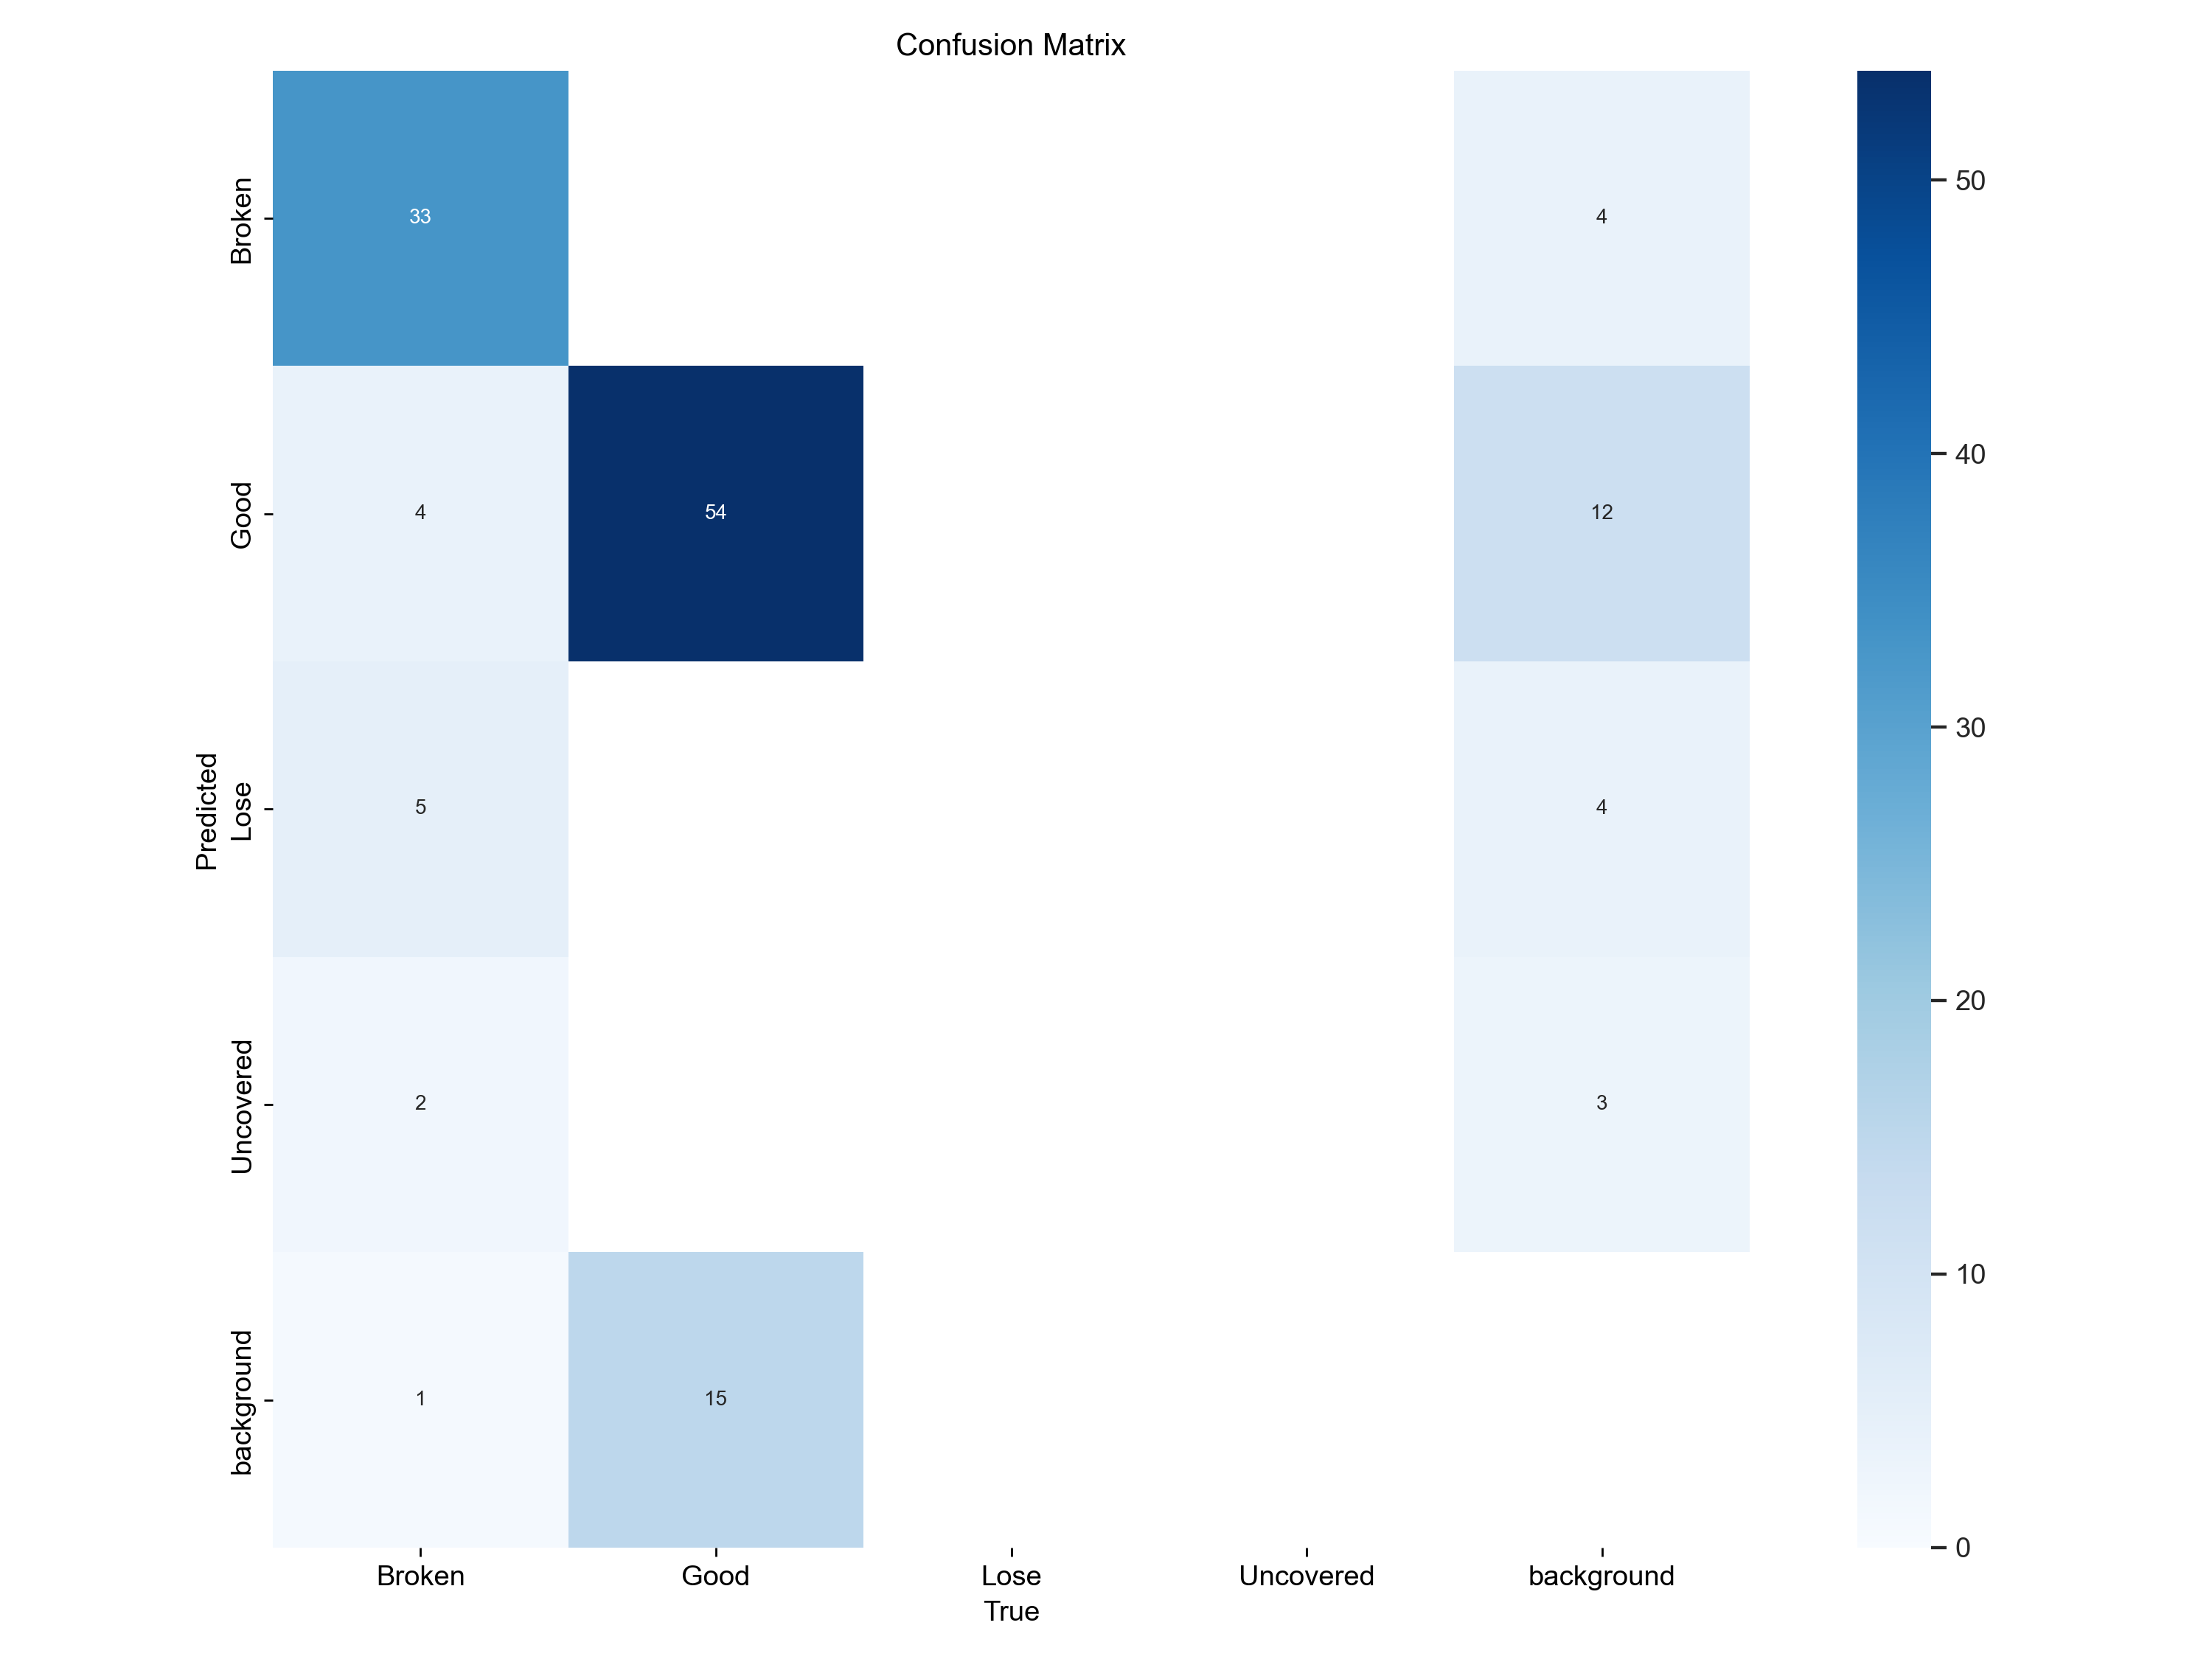 Confusion Matrix
Broken
33
4
50
40
Good
4
54
12
30
Predicted
Lose
5
4
20
Uncovered
2
3
10
background
1
15
0
Broken
Good
Lose
Uncovered
background
True